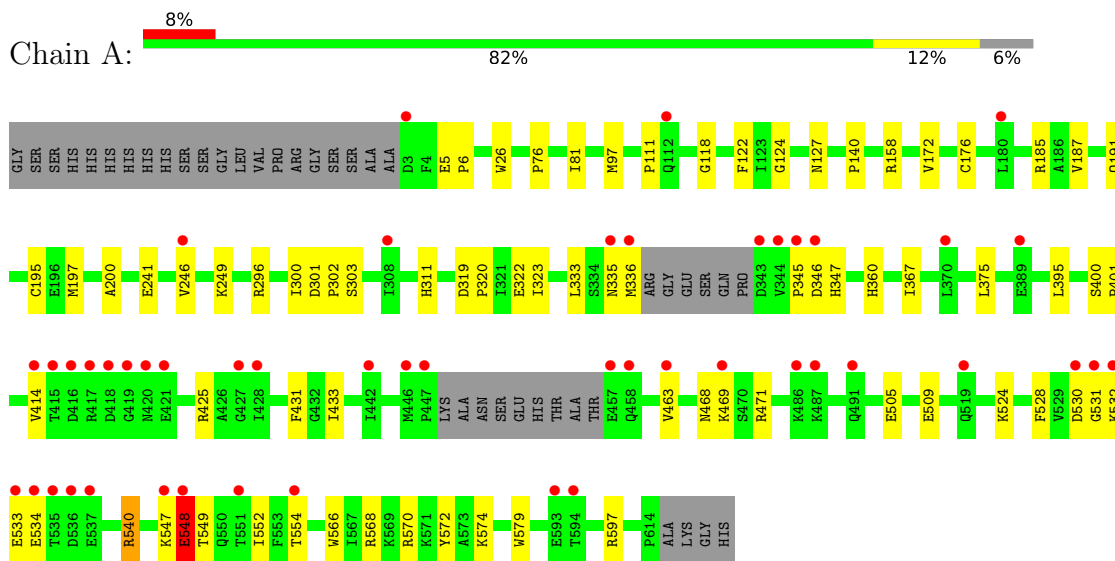 Chain A:
8%
82%
12%
6%
GLY SER SER HIS HIS HIS HIS HIS HIS SER SER GLY LEU VAL PRO ARG GLY SER SER ALA ALA D3 F4 E5 P6 W26 P76 I81 M97 P111 Q112 G118 F122 I123 G124 N127 P140 R158 V172 C176 L180 R185 A186 V187
C195 E196 M197 A200 E241 V246 K249 R296 I300 D301 P302 S303 I308 H311 D319 P320 I321 E322 I323 L333 S334 N335 M336 ARG GLY GLU SER GLN PRO D343 V344 P345 D346 H347 H360 I367 L370 L375 E389 L395 S400
V414 T415 D416 R417 D418 G419 N420 E421 R425 A426 G427 I428 F431 G432 I433 I442 M446 P447 LYS ALA ASN SER GLU HIS THR ALA THR E457 Q458 V463 N468 K469 S470 R471 K486 K487 Q491 E505 E509 Q519 K524 F528 V529 D530 G531
E533 E534 T535 D536 E537 R540 K547 E548 T549 Q550 T551 I552 F553 T554 W566 I567 R568 K569 R570 K571 Y572 A573 K574 W579 E593 T594 R597 P614 ALA LYS GLY HIS